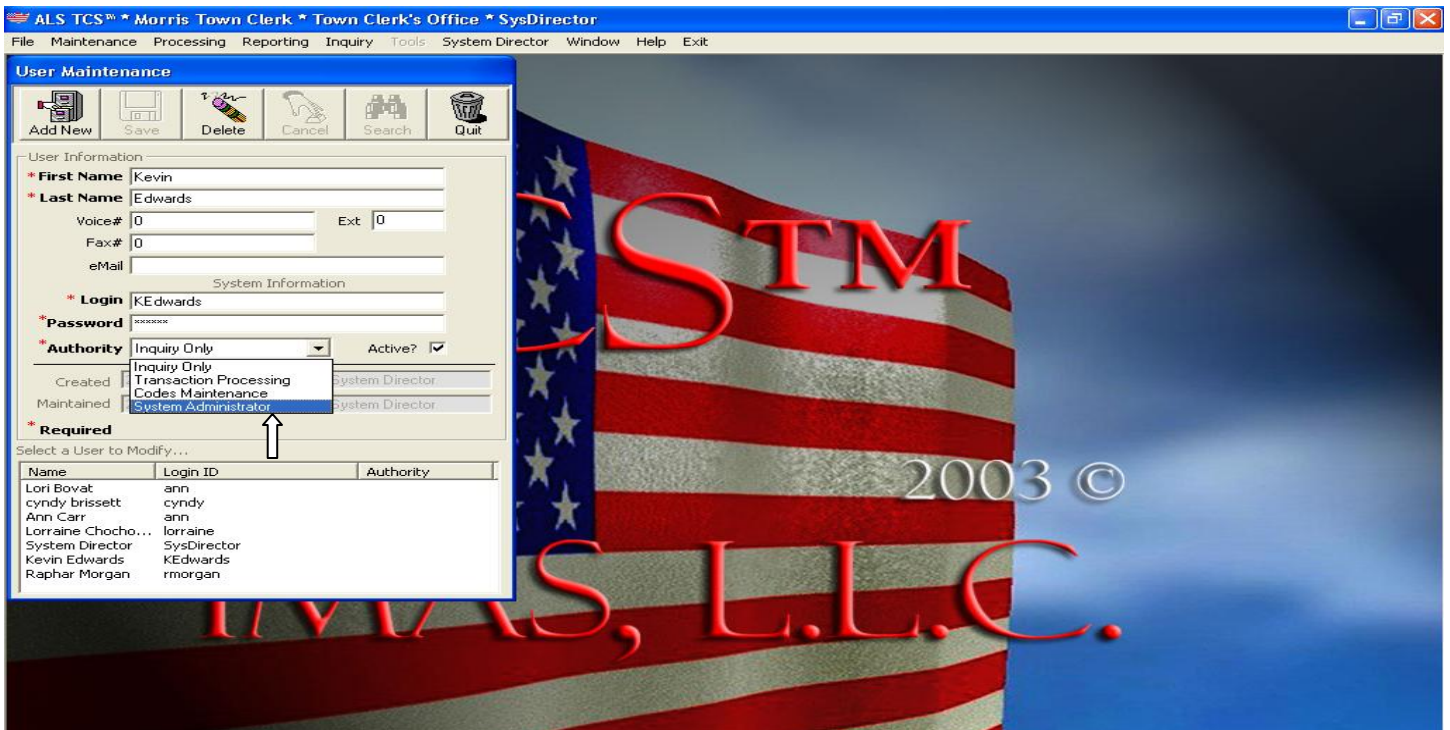 ALS TCS™ * Morris Town Clerk * Town Clerk's Office * SysDirector
File Maintenance Processing Reporting Inquiry Tools System Director Window Help Exit
User Maintenance
Add New Save Delete Cancel Search Quit
User Information
* First Name Kevin
* Last Name Edwards
Voice# 0 Ext 0
Fax# 0
eMail
System Information
* Login KEdwards
*Password ******
*Authority Inquiry Only Active?
Inquiry Only
Transaction Processing
Codes Maintenance
System Administrator
Created System Director
Maintained System Director
* Required
Select a User to Modify...
Name Login ID Authority
Lori Bovat ann
cyndy brissett cyndy
Ann Carr ann
Lorraine Chocho... lorraine
System Director SysDirector
Kevin Edwards KEdwards
Raphar Morgan rmorgan
CS™
2003 ©
IMAS, L.L.C.